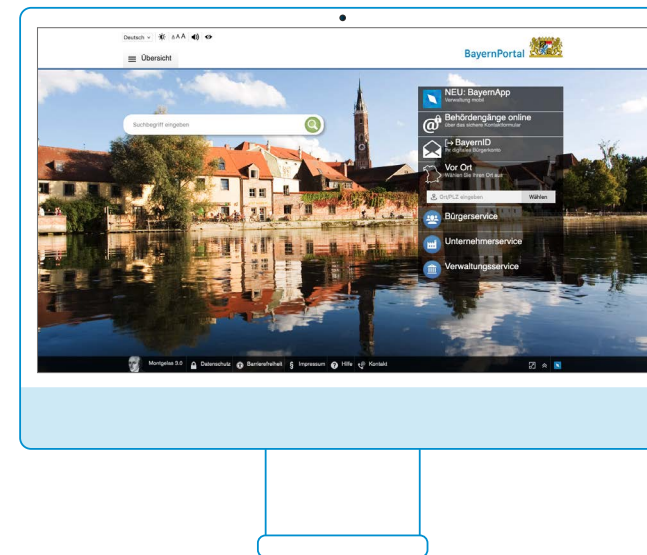 Deutsch
A A A
Übersicht
BayernPortal
Suchbegriff eingeben
NEU: BayernApp
Verwaltung mobil
Behördengänge online
über das sichere Kontaktformular
BayernID
Ihr digitales Bürgerkonto
Vor Ort
Wählen Sie Ihren Ort aus!
Ort/PLZ eingeben Wählen
Bürgerservice
Unternehmerservice
Verwaltungsservice
Montgelas 3.0 Datenschutz Barrierefreiheit § Impressum Hilfe Kontakt